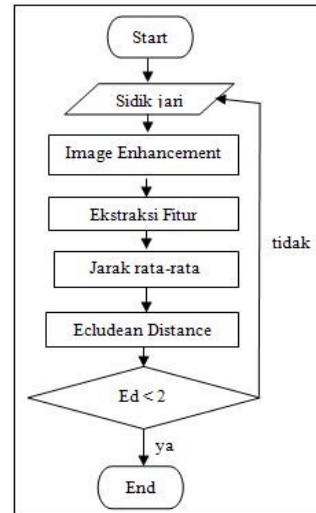 Start
Sidik jari
Image Enhancement
Ekstraksi Fitur
tidak
Jarak rata-rata
Ecludean Distance
Ed < 2
ya
End